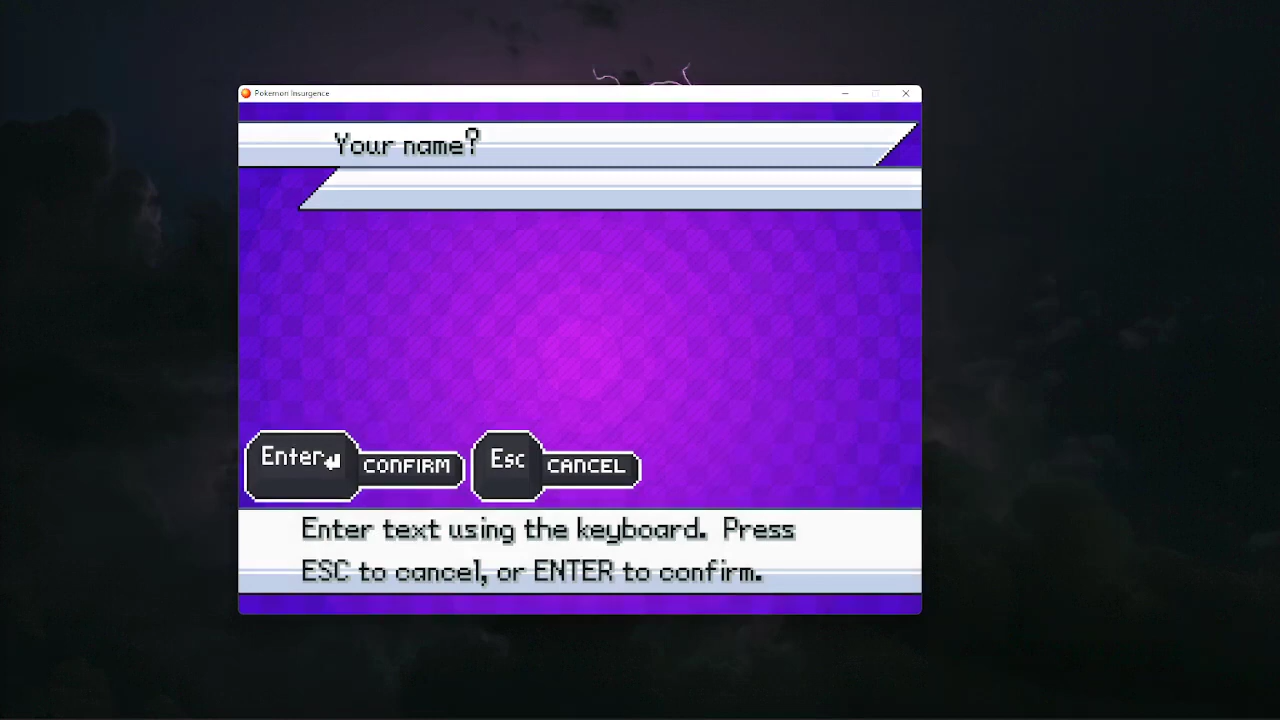 Pokemon Insurgence
Your name?
Enter CONFIRM Esc CANCEL
Enter text using the keyboard. Press
ESC to cancel, or ENTER to confirm.